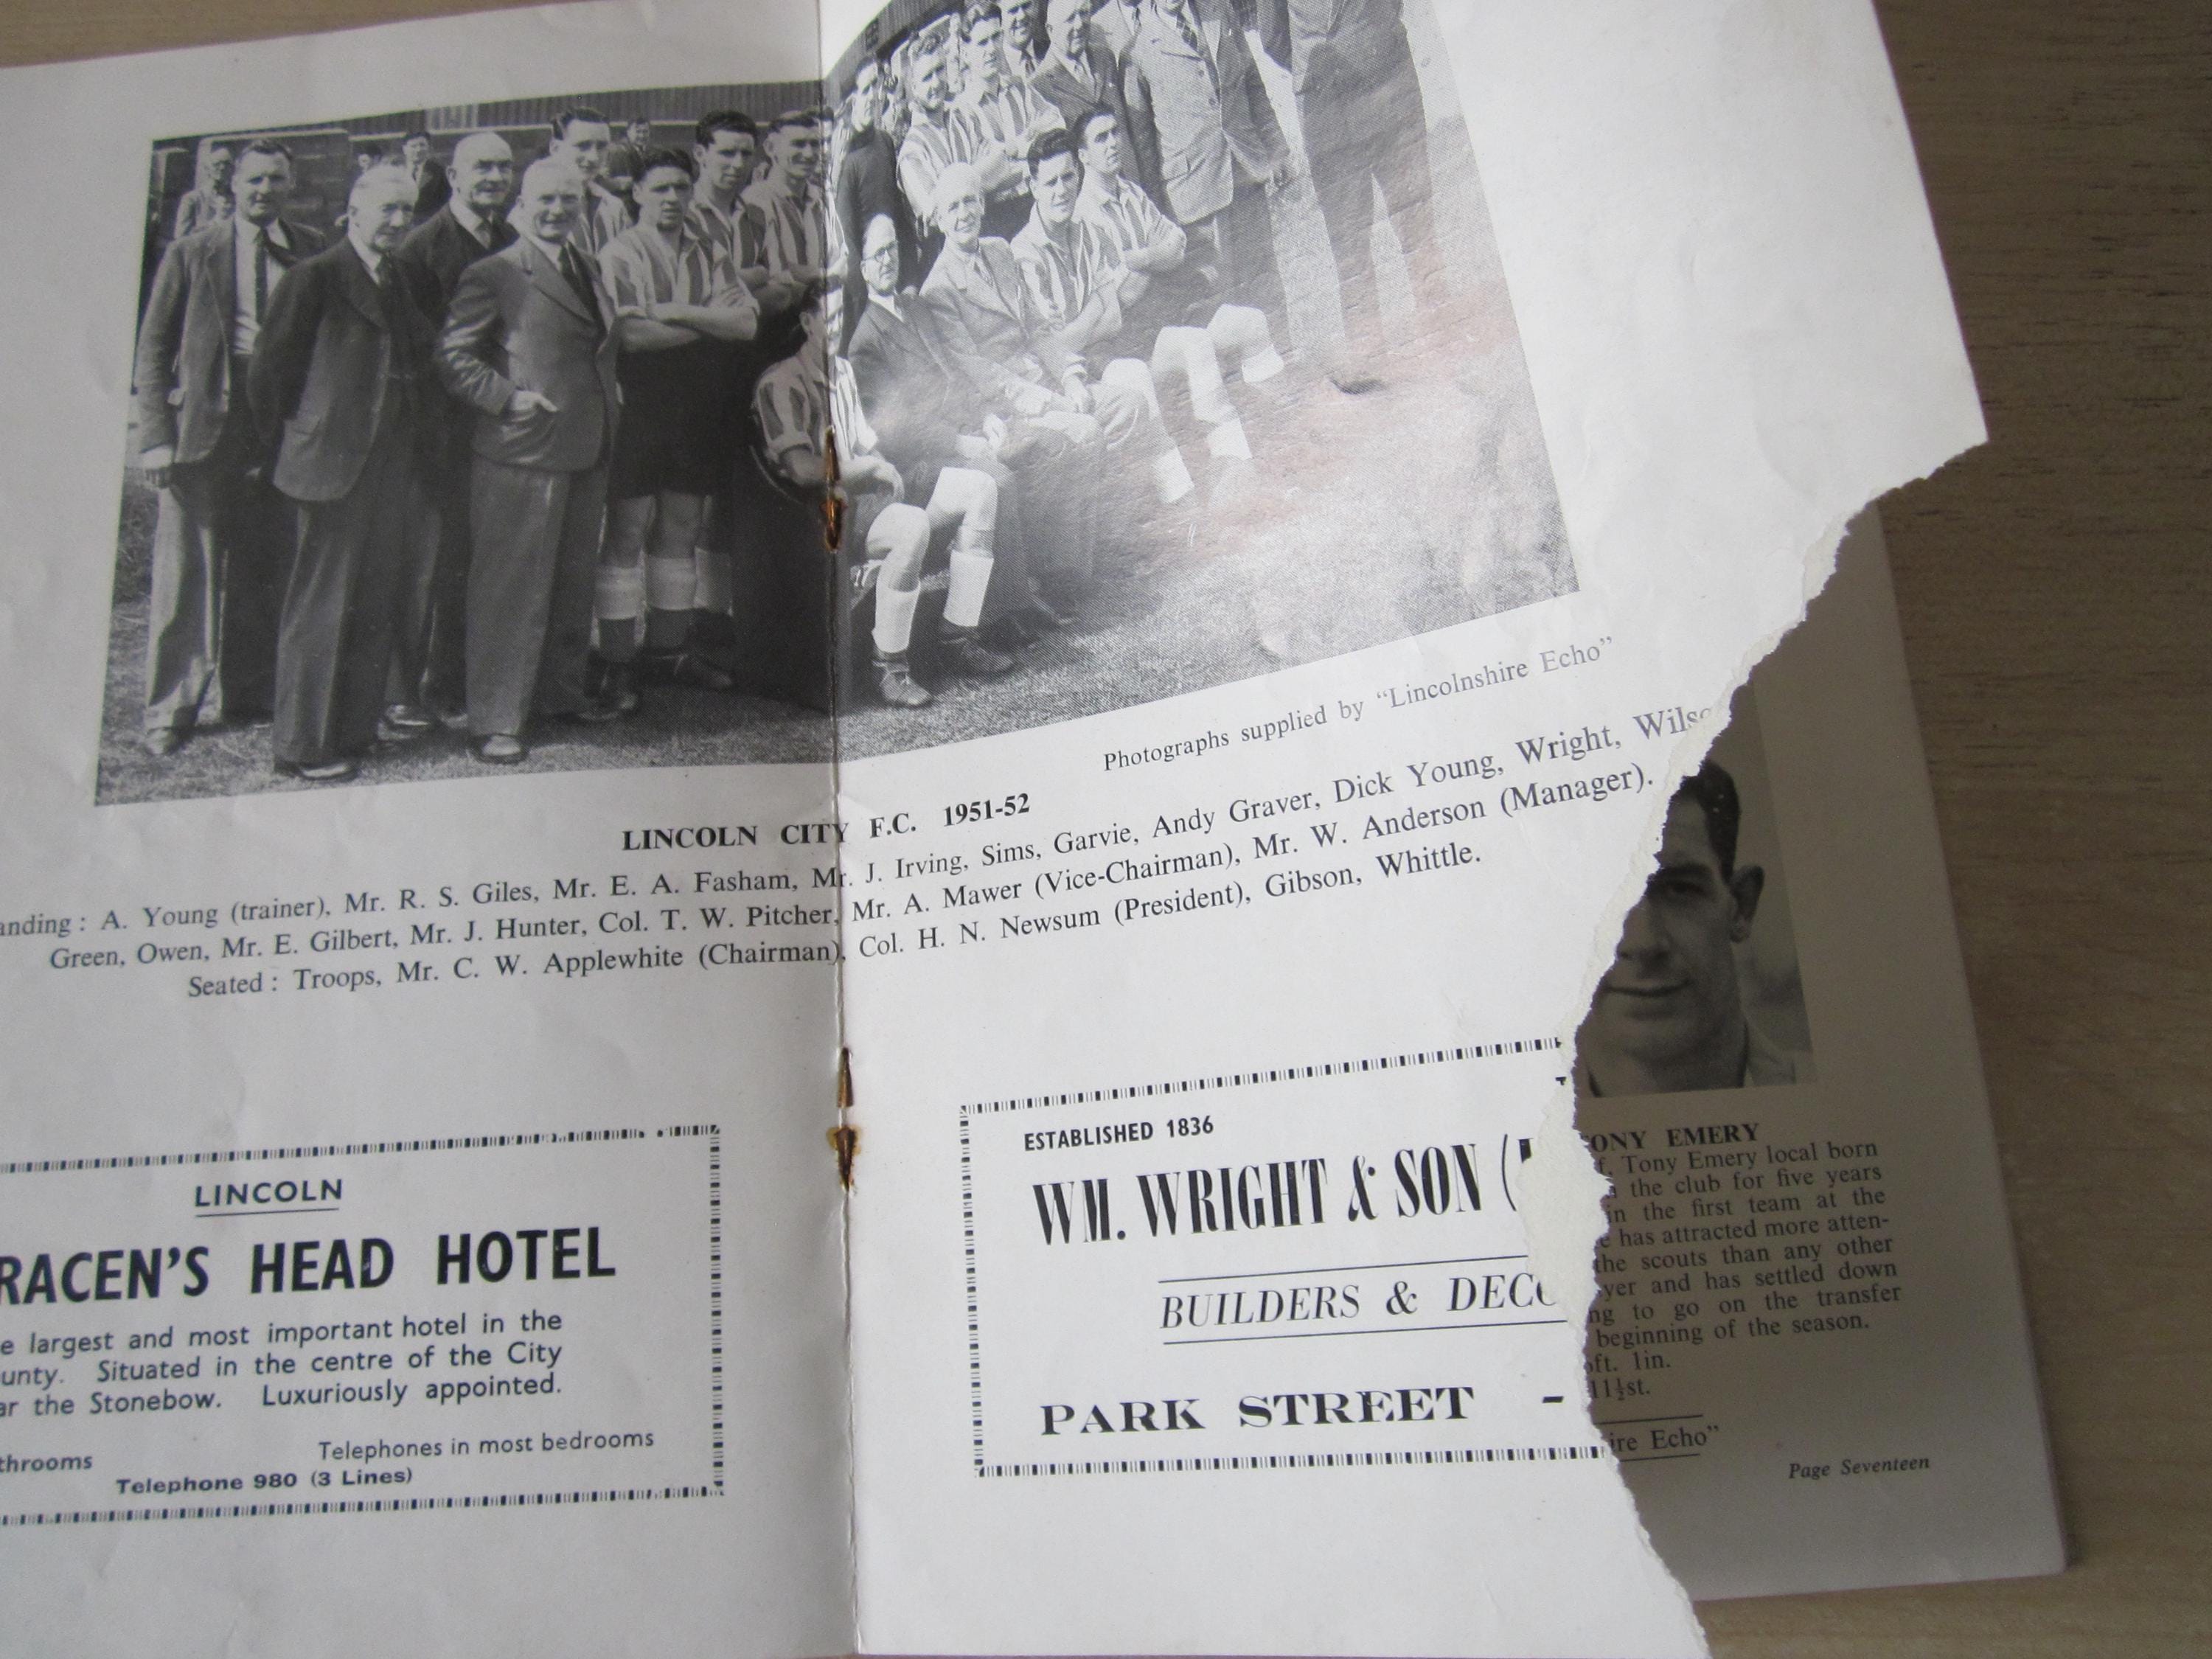 Photographs supplied by "Lincolnshire Echo"
LINCOLN CITY F.C. 1951-52
anding : A. Young (trainer), Mr. R. S. Giles, Mr. E. A. Fasham, Mr. J. Irving, Sims, Garvie, Andy Graver, Dick Young, Wright, Wils
Green, Owen, Mr. E. Gilbert, Mr. J. Hunter, Col. T. W. Pitcher, Mr. A. Mawer (Vice-Chairman), Mr. W. Anderson (Manager).
Seated : Troops, Mr. C. W. Applewhite (Chairman), Col. H. N. Newsum (President), Gibson, Whittle.
LINCOLN
RACEN'S HEAD HOTEL
e largest and most important hotel in the
unty. Situated in the centre of the City
ar the Stonebow. Luxuriously appointed.
throoms Telephones in most bedrooms
Telephone 980 (3 Lines)
ESTABLISHED 1836
WM. WRIGHT & SON (
BUILDERS & DECO
PARK STREET -
ONY EMERY
f. Tony Emery local born
the club for five years
in the first team at the
e has attracted more atten-
the scouts than any other
yer and has settled down
ng to go on the transfer
beginning of the season.
ft. 1in.
11½st.
ire Echo"
Page Seventeen